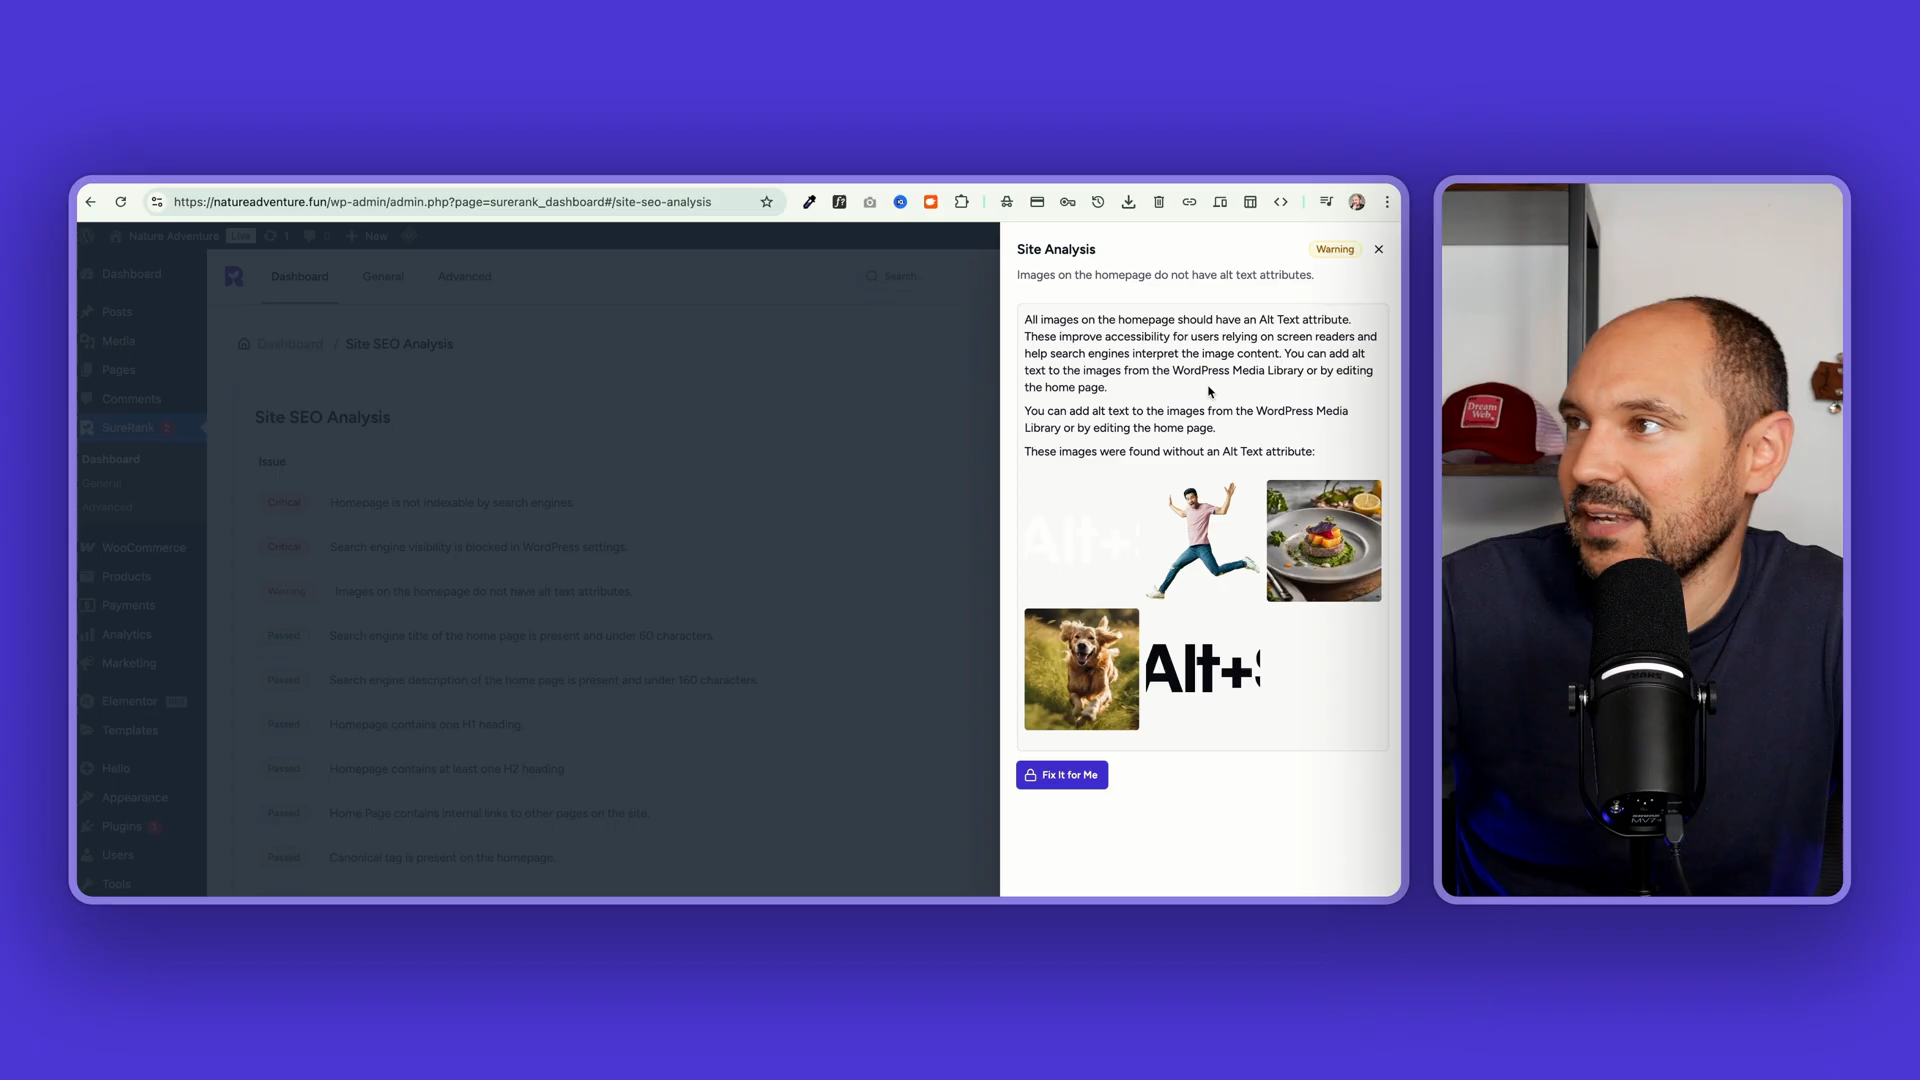 https://natureadventure.fun/wp-admin/admin.php?page=surerank_dashboard#/site-seo-analysis
Nature Adventure Live 1 0 New
Dashboard
Posts
Media
Pages
Comments
SureRank 2
Dashboard
General
Advanced
WooCommerce
Products
Payments
Analytics
Marketing
Elementor
Templates
Hello
Appearance
Plugins 3
Users
Tools
Dashboard General Advanced Search...
Dashboard / Site SEO Analysis
Site SEO Analysis
Issue
Critical Homepage is not indexable by search engines.
Critical Search engine visibility is blocked in WordPress settings.
Warning Images on the homepage do not have alt text attributes.
Passed Search engine title of the home page is present and under 60 characters.
Passed Search engine description of the home page is present and under 160 characters.
Passed Homepage contains one H1 heading.
Passed Homepage contains at least one H2 heading
Passed Home Page contains internal links to other pages on the site.
Passed Canonical tag is present on the homepage.
Site Analysis Warning
Images on the homepage do not have alt text attributes.
All images on the homepage should have an Alt Text attribute.
These improve accessibility for users relying on screen readers and
help search engines interpret the image content. You can add alt
text to the images from the WordPress Media Library or by editing
the home page.
You can add alt text to the images from the WordPress Media
Library or by editing the home page.
These images were found without an Alt Text attribute:
Alt+S
Alt+S
Fix It for Me
Dream
Web
MV7+